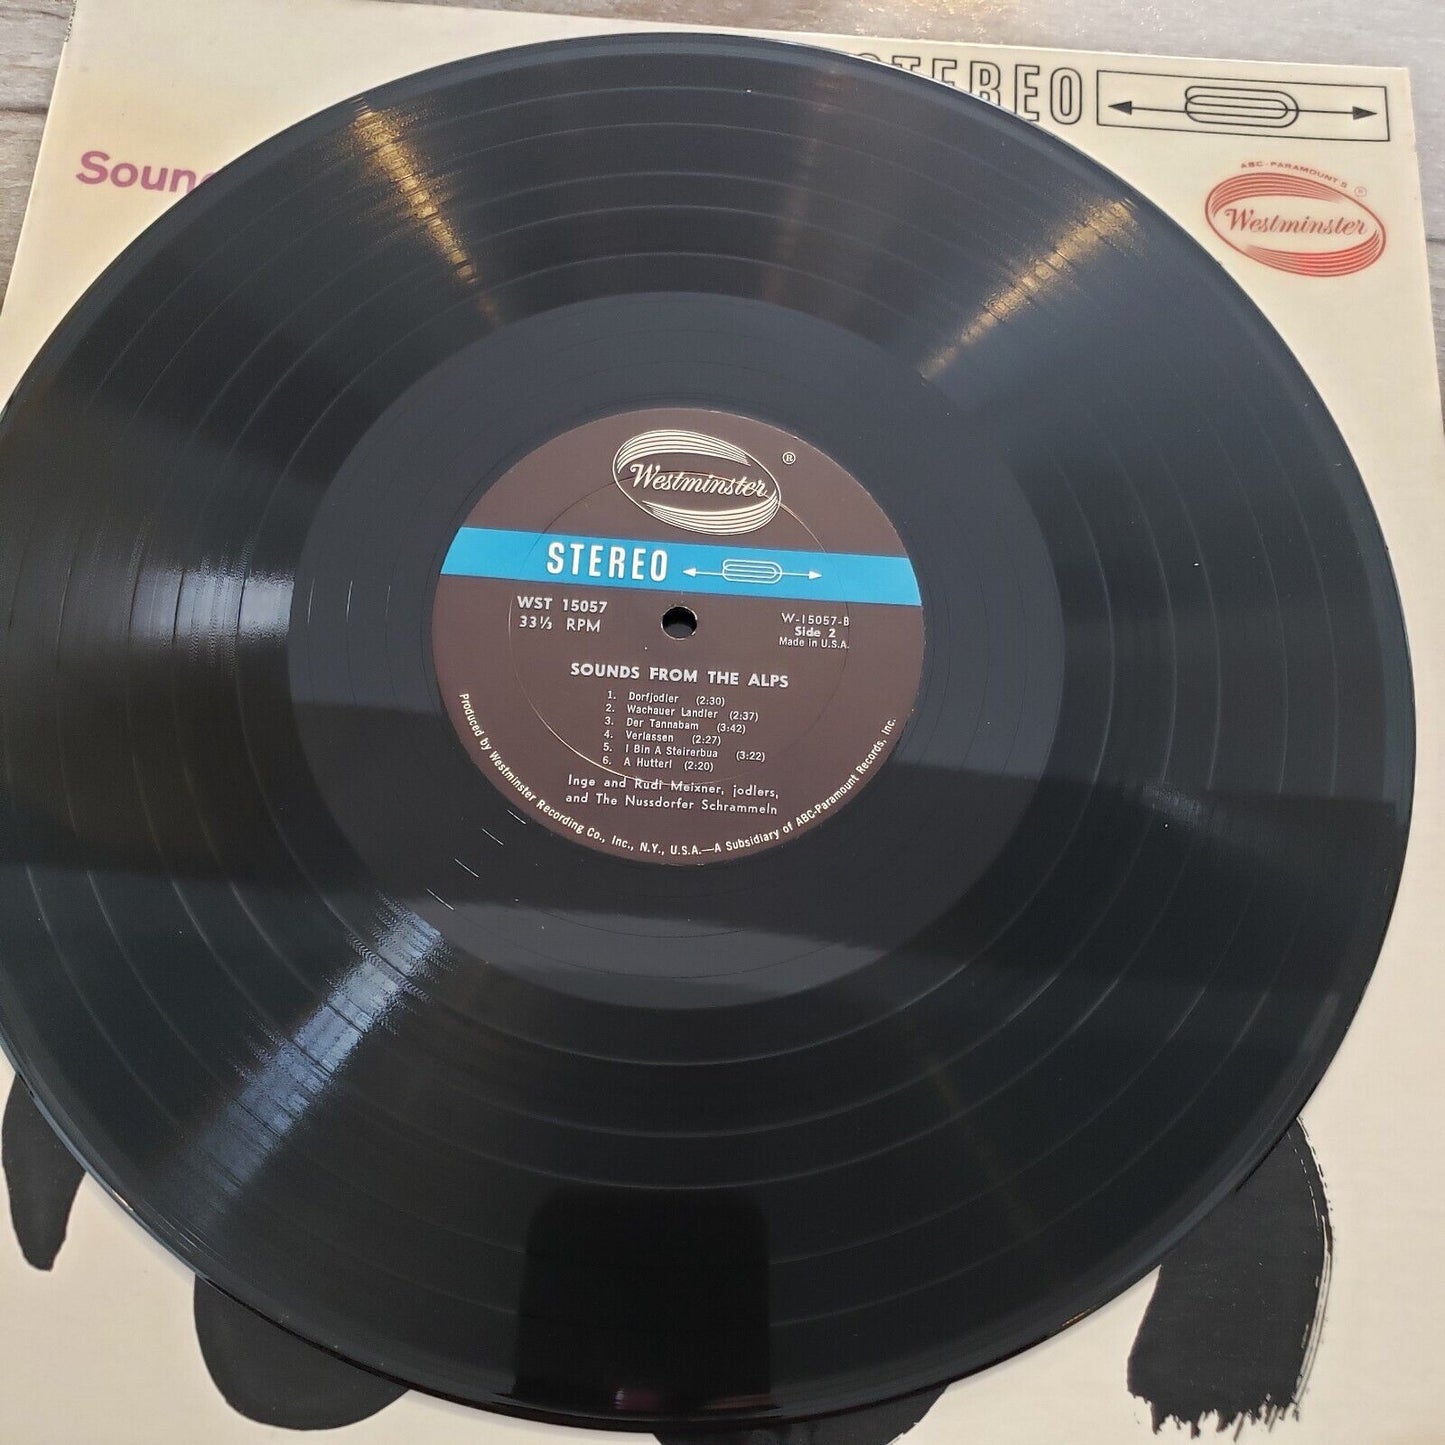 STEREO
Soun
ABC-PARAMOUNT'S
Westminster ®
Westminster ®
STEREO
WST 15057
33⅓ RPM
W-15057-B
Side 2
Made in U.S.A.
SOUNDS FROM THE ALPS
1. Dorfjodler (2:30)
2. Wachauer Landler (2:37)
3. Der Tannabam (3:42)
4. Verlassen (2:27)
5. I Bin A Steirerbua (3:22)
6. A Hutterl (2:20)
Inge and Rudi Meixner, jodlers,
and The Nussdorfer Schrammeln
Produced by Westminster Recording Co., Inc., N.Y., U.S.A.—A Subsidiary of ABC-Paramount Records, Inc.